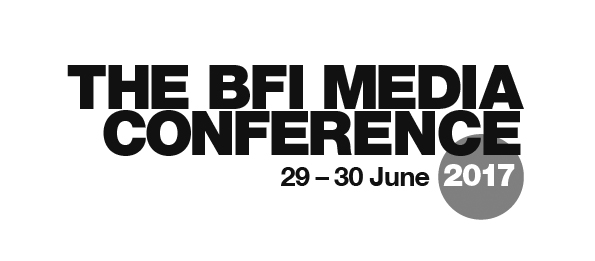 THE BFI MEDIA
CONFERENCE
29 – 30 June 2017